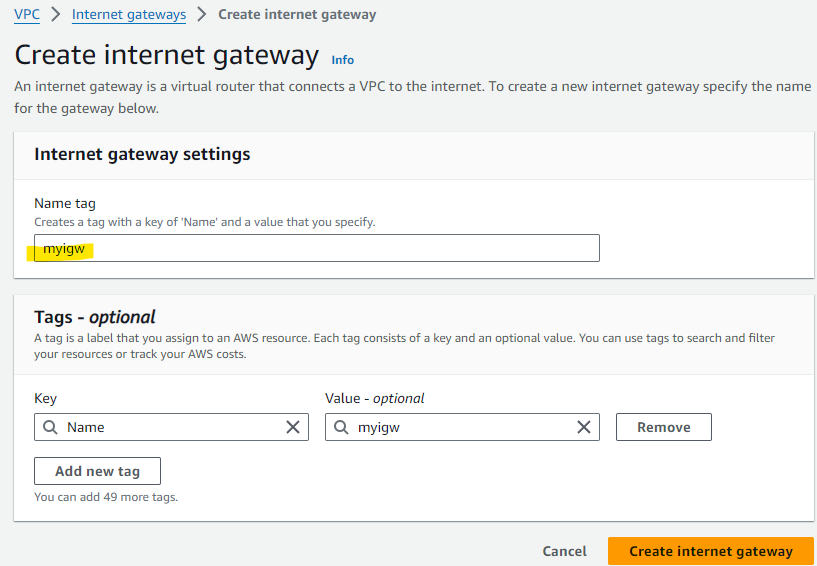 VPC > Internet gateways > Create internet gateway
Create internet gateway Info
An internet gateway is a virtual router that connects a VPC to the internet. To create a new internet gateway specify the name
for the gateway below.
Internet gateway settings
Name tag
Creates a tag with a key of 'Name' and a value that you specify.
myigw
Tags - optional
A tag is a label that you assign to an AWS resource. Each tag consists of a key and an optional value. You can use tags to search and filter
your resources or track your AWS costs.
Key Value - optional
Name myigw Remove
Add new tag
You can add 49 more tags.
Cancel Create internet gateway